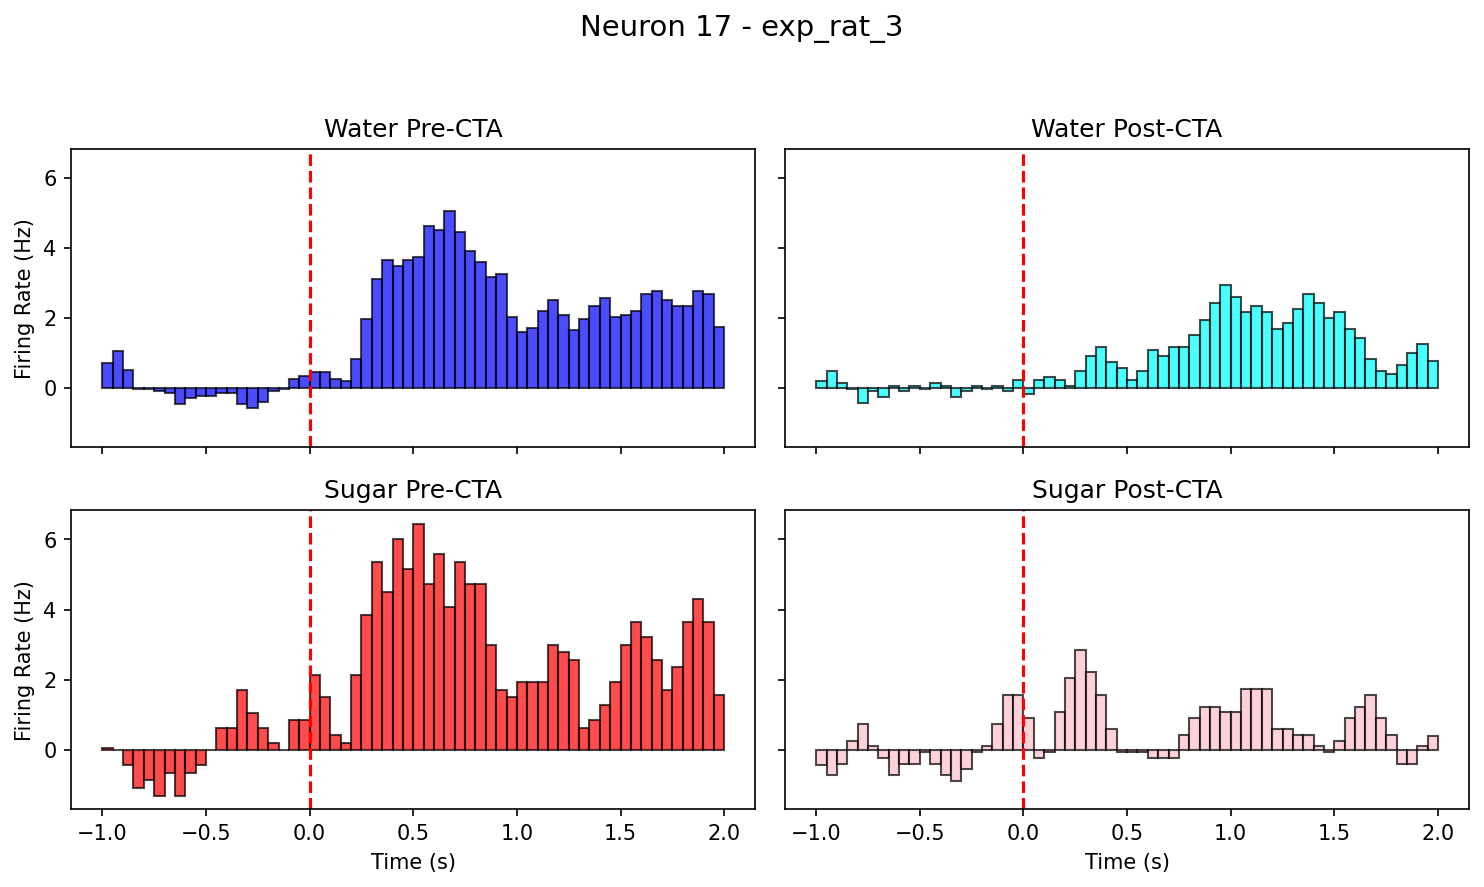 Neuron 17 - exp_rat_3
Water Pre-CTA
Water Post-CTA
Firing Rate (Hz)
6
4
2
0
Sugar Pre-CTA
Sugar Post-CTA
Firing Rate (Hz)
6
4
2
0
−1.0 −0.5 0.0 0.5 1.0 1.5 2.0
−1.0 −0.5 0.0 0.5 1.0 1.5 2.0
Time (s)
Time (s)